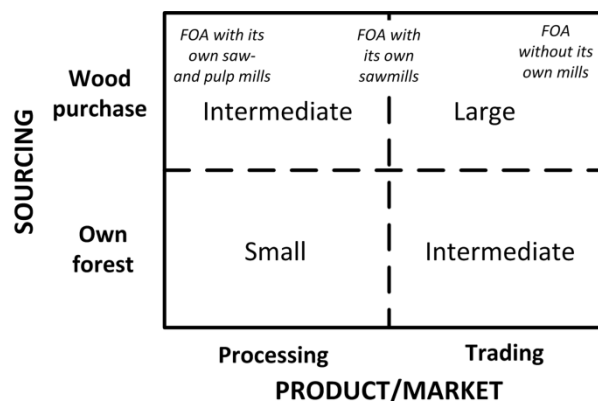 FOA with its
own saw-
and pulp mills
FOA with
its own
sawmills
FOA
without its
own mills
Wood
purchase
Intermediate
Large
SOURCING
Own
forest
Small
Intermediate
Processing
Trading
PRODUCT/MARKET